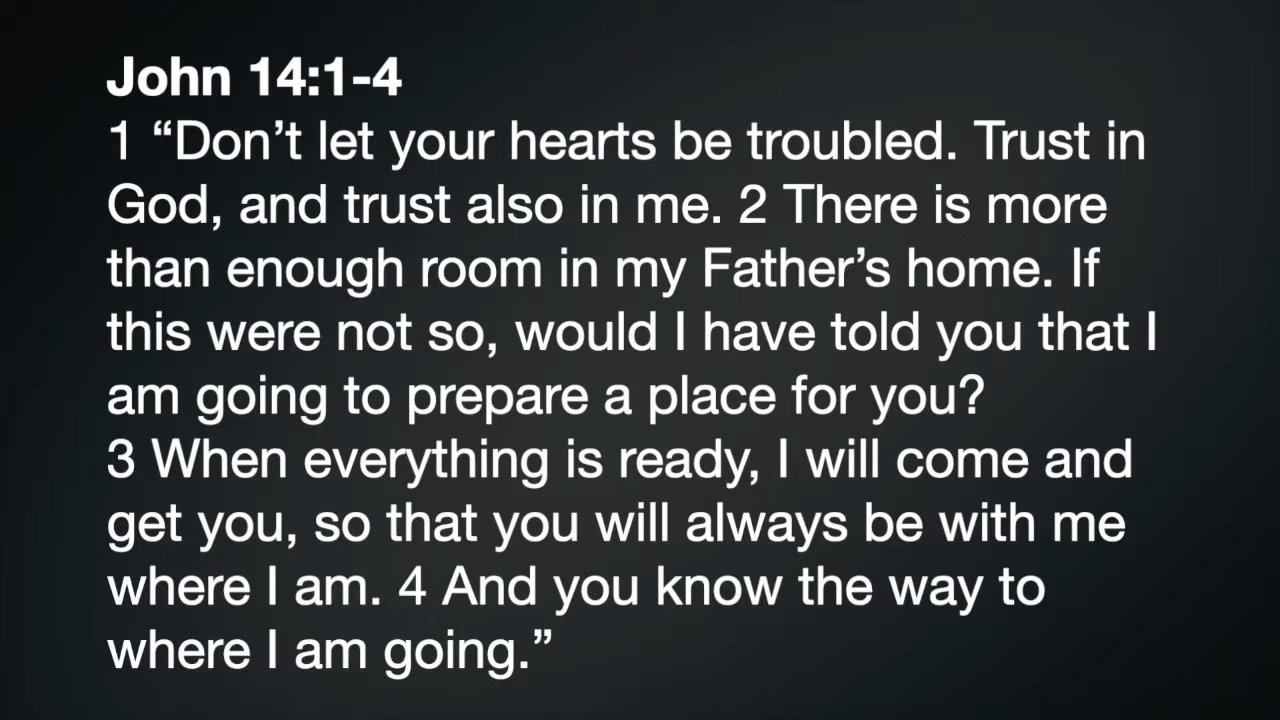 John 14:1-4
1 “Don’t let your hearts be troubled. Trust in
God, and trust also in me. 2 There is more
than enough room in my Father’s home. If
this were not so, would I have told you that I
am going to prepare a place for you?
3 When everything is ready, I will come and
get you, so that you will always be with me
where I am. 4 And you know the way to
where I am going.”